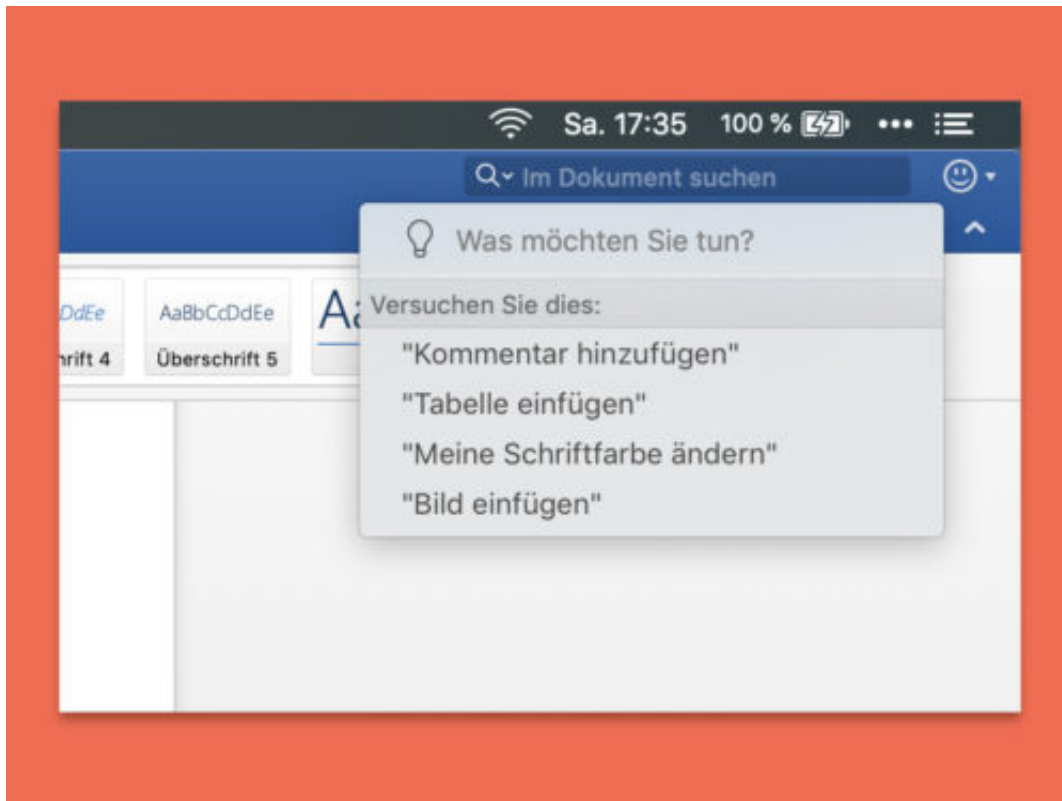 Sa. 17:35 100 %
Im Dokument suchen
Was möchten Sie tun?
Versuchen Sie dies:
"Kommentar hinzufügen"
"Tabelle einfügen"
"Meine Schriftfarbe ändern"
"Bild einfügen"
DdEe AaBbCcDdEe Aa
hrift 4 Überschrift 5